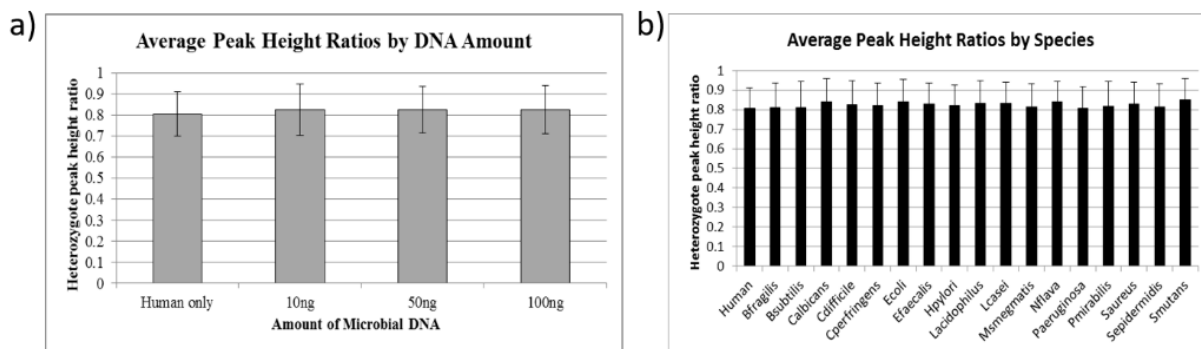 a)
Average Peak Height Ratios by DNA Amount
Heterozygote peak height ratio
1
0.9
0.8
0.7
0.6
0.5
0.4
0.3
0.2
0.1
0
Human only 10ng 50ng 100ng
Amount of Microbial DNA
b)
Average Peak Height Ratios by Species
Heterozygote peak height ratio
1
0.9
0.8
0.7
0.6
0.5
0.4
0.3
0.2
0.1
0
Human
Bfragilis
Bsubtilis
Calbicans
Cdifficile
Cperfringens
Ecoli
Efaecalis
Hpylori
Lacidophilus
Lcasei
Msmegmatis
Nflava
Paeruginosa
Pmirabilis
Saureus
Sepidermidis
Smutans